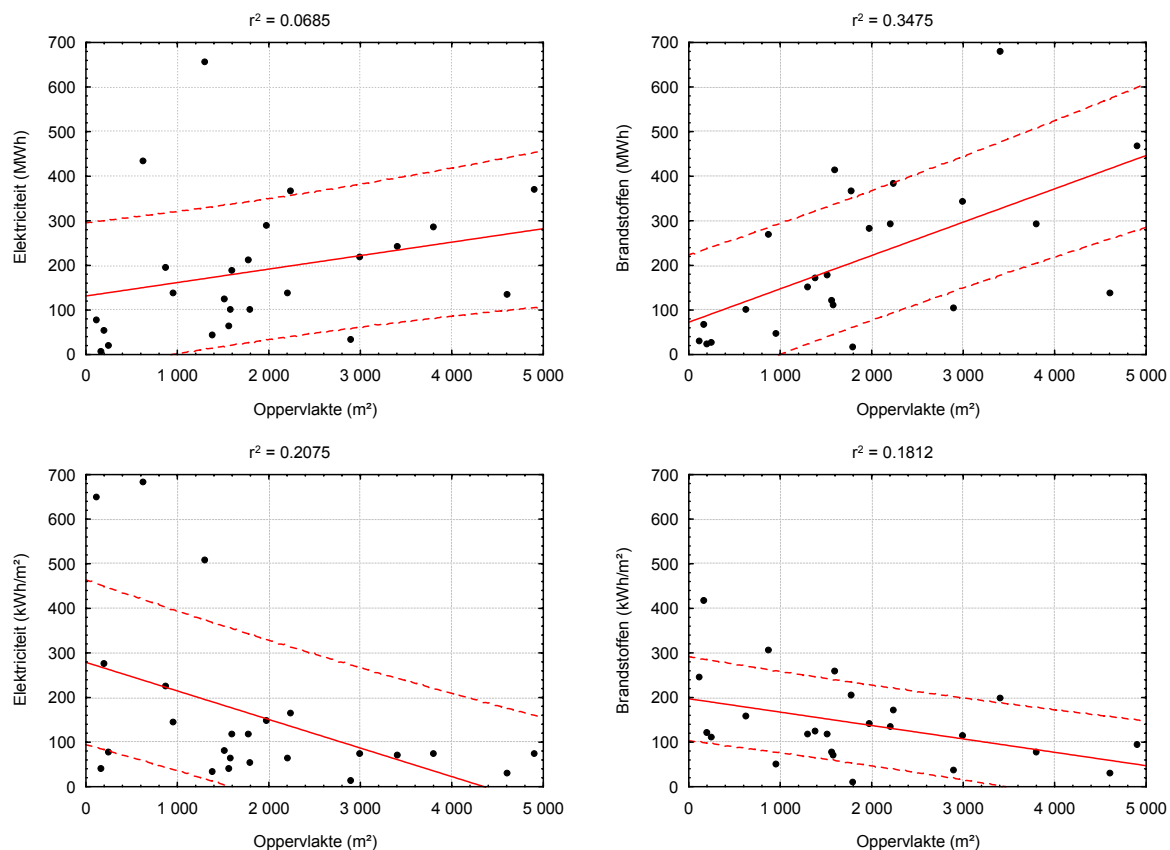 r² = 0.0685
700
600
500
400
300
200
100
0
Elektriciteit (MWh)
0 1 000 2 000 3 000 4 000 5 000
Oppervlakte (m²)
r² = 0.3475
700
600
500
400
300
200
100
0
Brandstoffen (MWh)
0 1 000 2 000 3 000 4 000 5 000
Oppervlakte (m²)
r² = 0.2075
700
600
500
400
300
200
100
0
Elektriciteit (kWh/m²)
0 1 000 2 000 3 000 4 000 5 000
Oppervlakte (m²)
r² = 0.1812
700
600
500
400
300
200
100
0
Brandstoffen (kWh/m²)
0 1 000 2 000 3 000 4 000 5 000
Oppervlakte (m²)